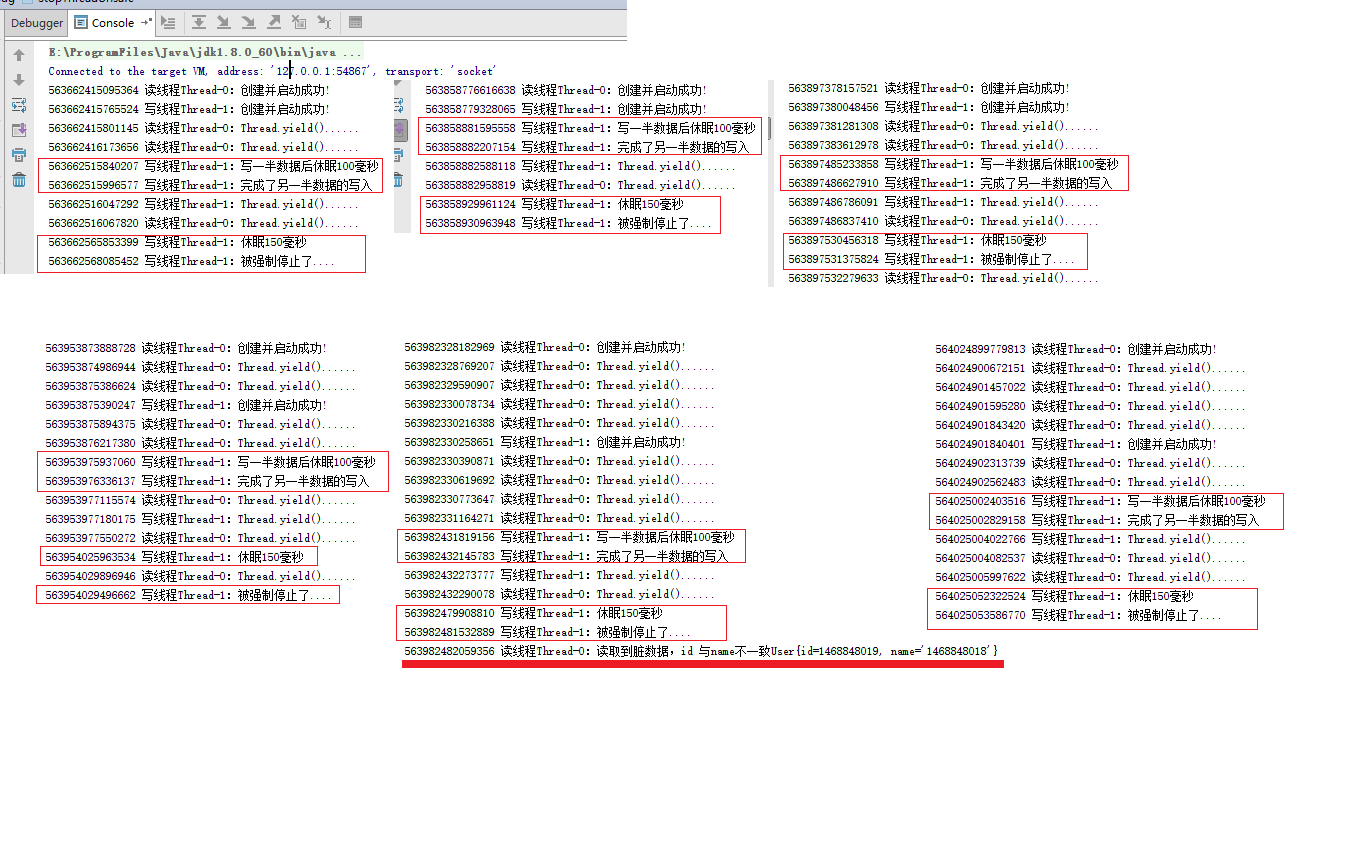 Debugger Console
E:\ProgramFiles\Java\jdk1.8.0_60\bin\java ...
Connected to the target VM, address: '127.0.0.1:54867', transport: 'socket'
563662415095364 读线程Thread-0: 创建并启动成功!
563662415765524 写线程Thread-1: 创建并启动成功!
563662415801145 读线程Thread-0: Thread.yield()......
563662416173656 读线程Thread-0: Thread.yield()......
563662515840207 写线程Thread-1: 写一半数据后休眠100毫秒
563662515996577 写线程Thread-1: 完成了另一半数据的写入
563662516047292 写线程Thread-1: Thread.yield()......
563662516067820 读线程Thread-0: Thread.yield()......
563662565853399 写线程Thread-1: 休眠150毫秒
563662568085452 写线程Thread-1: 被强制停止了....
563858776616638 读线程Thread-0: 创建并启动成功!
563858779328065 写线程Thread-1: 创建并启动成功!
563858881595558 写线程Thread-1: 写一半数据后休眠100毫秒
563858882207154 写线程Thread-1: 完成了另一半数据的写入
563858882588118 写线程Thread-1: Thread.yield()......
563858882958819 读线程Thread-0: Thread.yield()......
563858929961124 写线程Thread-1: 休眠150毫秒
563858930963948 写线程Thread-1: 被强制停止了....
563897378157521 读线程Thread-0: 创建并启动成功!
563897380048456 写线程Thread-1: 创建并启动成功!
563897381281308 读线程Thread-0: Thread.yield()......
563897383612978 读线程Thread-0: Thread.yield()......
563897485233858 写线程Thread-1: 写一半数据后休眠100毫秒
563897486627910 写线程Thread-1: 完成了另一半数据的写入
563897486786091 写线程Thread-1: Thread.yield()......
563897486837410 读线程Thread-0: Thread.yield()......
563897530456318 写线程Thread-1: 休眠150毫秒
563897531375824 写线程Thread-1: 被强制停止了....
563897532279633 读线程Thread-0: Thread.yield()......
563953873888728 读线程Thread-0: 创建并启动成功!
563953874986944 读线程Thread-0: Thread.yield()......
563953875386624 读线程Thread-0: Thread.yield()......
563953875390247 写线程Thread-1: 创建并启动成功!
563953875894375 读线程Thread-0: Thread.yield()......
563953876217380 读线程Thread-0: Thread.yield()......
563953975937060 写线程Thread-1: 写一半数据后休眠100毫秒
563953976336137 写线程Thread-1: 完成了另一半数据的写入
563953977115574 读线程Thread-0: Thread.yield()......
563953977180175 写线程Thread-1: Thread.yield()......
563953977550272 读线程Thread-0: Thread.yield()......
563954025963534 写线程Thread-1: 休眠150毫秒
563954029896946 读线程Thread-0: Thread.yield()......
563954029496662 写线程Thread-1: 被强制停止了....
563982328182969 读线程Thread-0: 创建并启动成功!
563982328769207 读线程Thread-0: Thread.yield()......
563982329590907 读线程Thread-0: Thread.yield()......
563982330078734 读线程Thread-0: Thread.yield()......
563982330216388 读线程Thread-0: Thread.yield()......
563982330258651 写线程Thread-1: 创建并启动成功!
563982330390871 读线程Thread-0: Thread.yield()......
563982330619692 读线程Thread-0: Thread.yield()......
563982330773647 读线程Thread-0: Thread.yield()......
563982331164271 读线程Thread-0: Thread.yield()......
563982431819156 写线程Thread-1: 写一半数据后休眠100毫秒
563982432145783 写线程Thread-1: 完成了另一半数据的写入
563982432273777 写线程Thread-1: Thread.yield()......
563982432290078 读线程Thread-0: Thread.yield()......
563982479908810 写线程Thread-1: 休眠150毫秒
563982481532889 写线程Thread-1: 被强制停止了....
563982482059356 读线程Thread-0: 读取到脏数据，id 与name不一致User{id=1468848019, name='1468848018'}
564024899779813 读线程Thread-0: 创建并启动成功!
564024900672151 读线程Thread-0: Thread.yield()......
564024901457022 读线程Thread-0: Thread.yield()......
564024901595280 读线程Thread-0: Thread.yield()......
564024901843420 读线程Thread-0: Thread.yield()......
564024901840401 写线程Thread-1: 创建并启动成功!
564024902313739 读线程Thread-0: Thread.yield()......
564024902562483 读线程Thread-0: Thread.yield()......
564025002403516 写线程Thread-1: 写一半数据后休眠100毫秒
564025002829158 写线程Thread-1: 完成了另一半数据的写入
564025004022766 写线程Thread-1: Thread.yield()......
564025004082537 读线程Thread-0: Thread.yield()......
564025005997622 读线程Thread-0: Thread.yield()......
564025052322524 写线程Thread-1: 休眠150毫秒
564025053586770 写线程Thread-1: 被强制停止了....